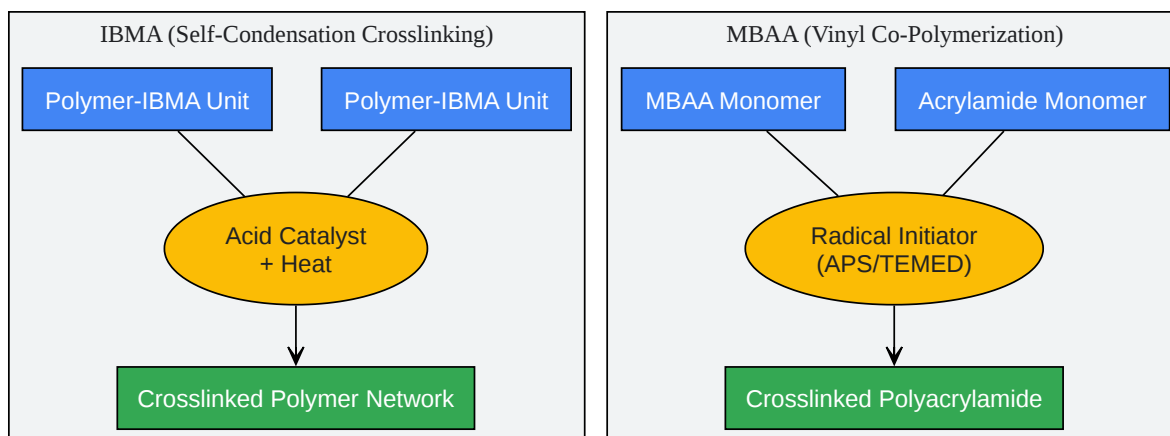 IBMA (Self-Condensation Crosslinking)
Polymer-IBMA Unit
Polymer-IBMA Unit
Acid Catalyst
+ Heat
Crosslinked Polymer Network
MBAA (Vinyl Co-Polymerization)
MBAA Monomer
Acrylamide Monomer
Radical Initiator
(APS/TEMED)
Crosslinked Polyacrylamide